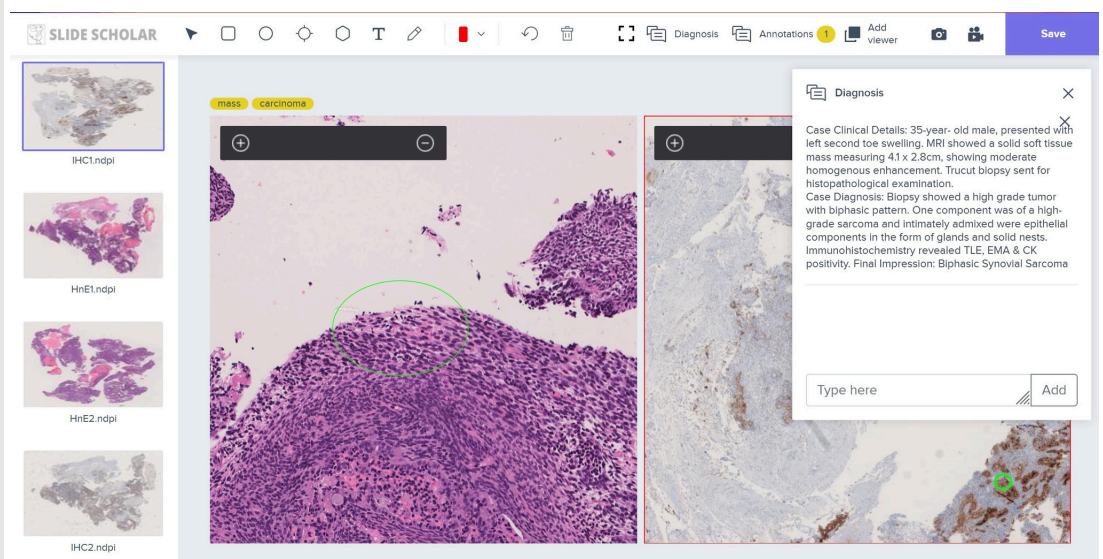 SLIDE SCHOLAR
T
Diagnosis
Annotations 1
Add
viewer
Save
IHC1.ndpi
HnE1.ndpi
HnE2.ndpi
IHC2.ndpi
mass carcinoma
Diagnosis
Case Clinical Details: 35-year- old male, presented with
left second toe swelling. MRI showed a solid soft tissue
mass measuring 4.1 x 2.8cm, showing moderate
homogenous enhancement. Trucut biopsy sent for
histopathological examination.
Case Diagnosis: Biopsy showed a high grade tumor
with biphasic pattern. One component was of a high-
grade sarcoma and intimately admixed were epithelial
components in the form of glands and solid nests.
Immunohistochemistry revealed TLE, EMA & CK
positivity. Final Impression: Biphasic Synovial Sarcoma
Type here
Add